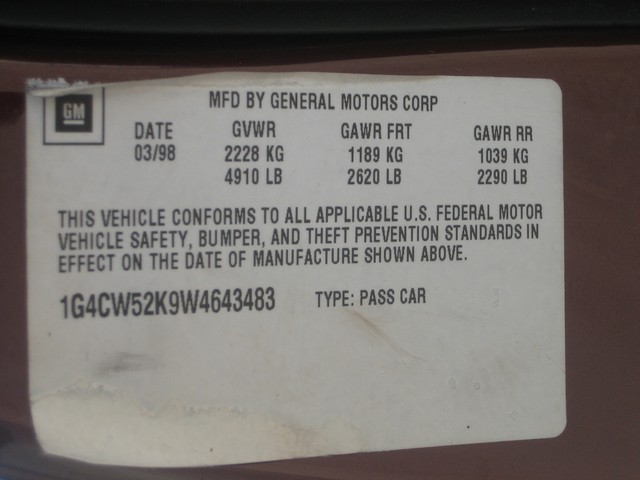 GM
MFD BY GENERAL MOTORS CORP
DATE GVWR GAWR FRT GAWR RR
03/98 2228 KG 1189 KG 1039 KG
4910 LB 2620 LB 2290 LB
THIS VEHICLE CONFORMS TO ALL APPLICABLE U.S. FEDERAL MOTOR
VEHICLE SAFETY, BUMPER, AND THEFT PREVENTION STANDARDS IN
EFFECT ON THE DATE OF MANUFACTURE SHOWN ABOVE.
1G4CW52K9W4643483 TYPE: PASS CAR